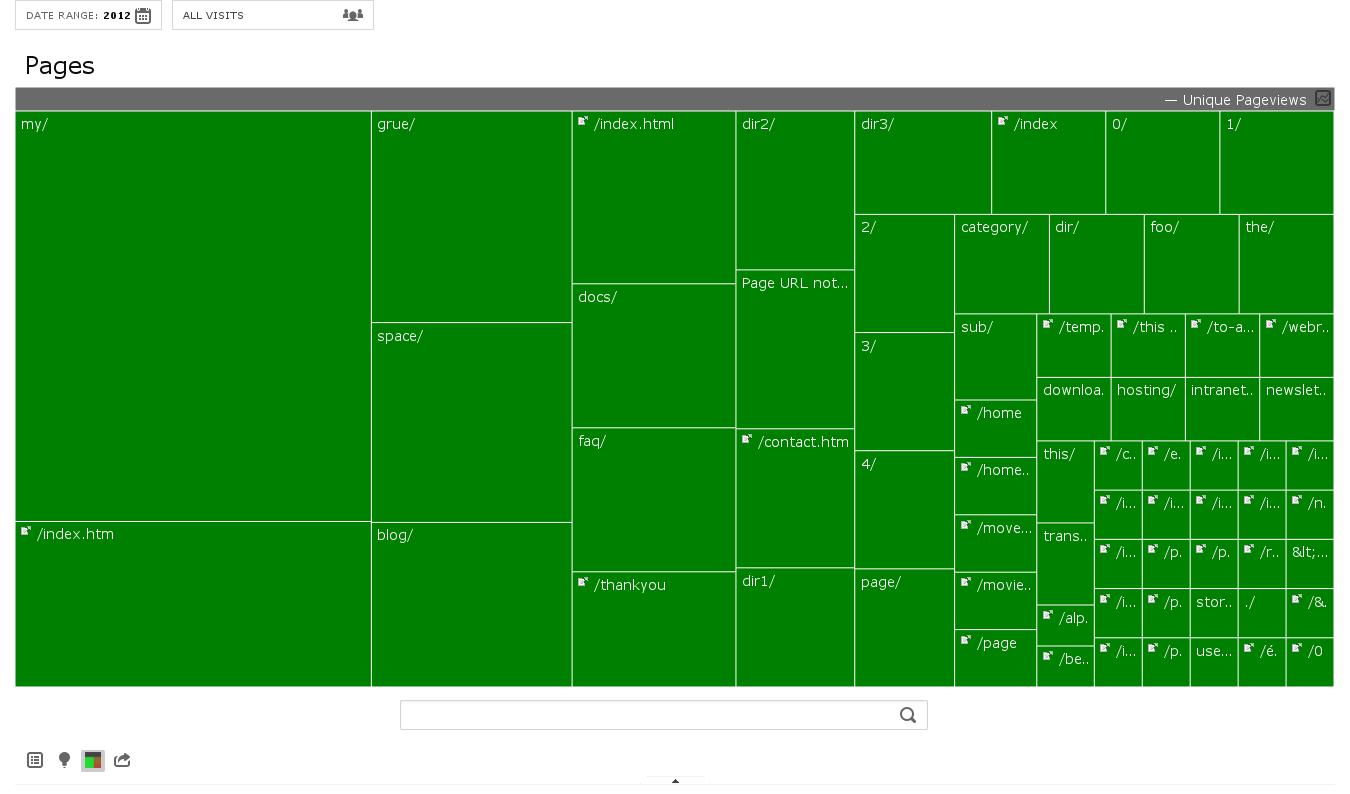 DATE RANGE: 2012
ALL VISITS
Pages
— Unique Pageviews
my/
/index.htm
grue/
space/
blog/
/index.html
docs/
faq/
/thankyou
dir2/
Page URL not...
/contact.htm
dir1/
dir3/
/index
0/
1/
2/
3/
4/
page/
category/
dir/
foo/
the/
sub/
/home
/home..
/move...
/movie..
/page
/temp.
/this ..
/to-a...
/webr..
downloa.
hosting/
intranet..
newslet..
this/
trans..
/alp.
/be..
/c..
/e.
/i...
/i...
/i...
/i...
/i...
/i...
/i...
/n.
/i...
/p.
/p.
/r..
&lt;...
/i...
/p.
stor..
./
/&.
/i...
/p.
use...
/é.
/0